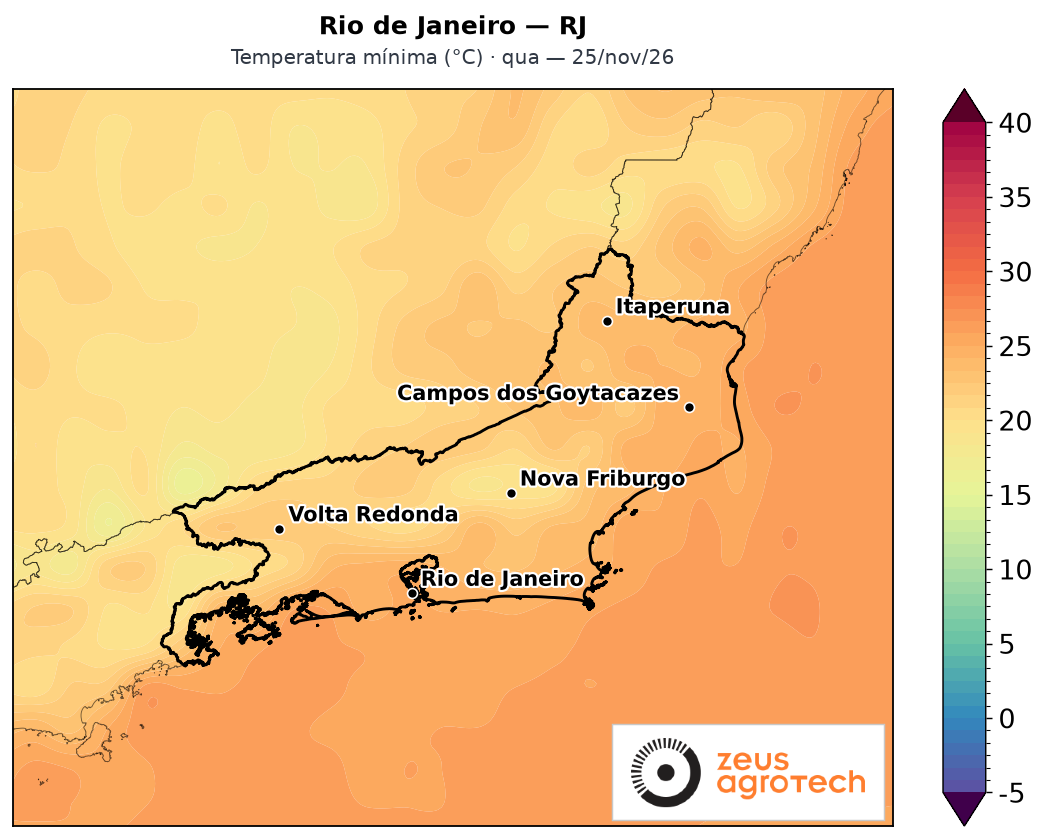 Rio de Janeiro — RJ
Temperatura mínima (°C) · qua — 25/nov/26
Itaperuna
Campos dos Goytacazes
Nova Friburgo
Volta Redonda
Rio de Janeiro
40
35
30
25
20
15
10
5
0
-5
zeus
agrotech